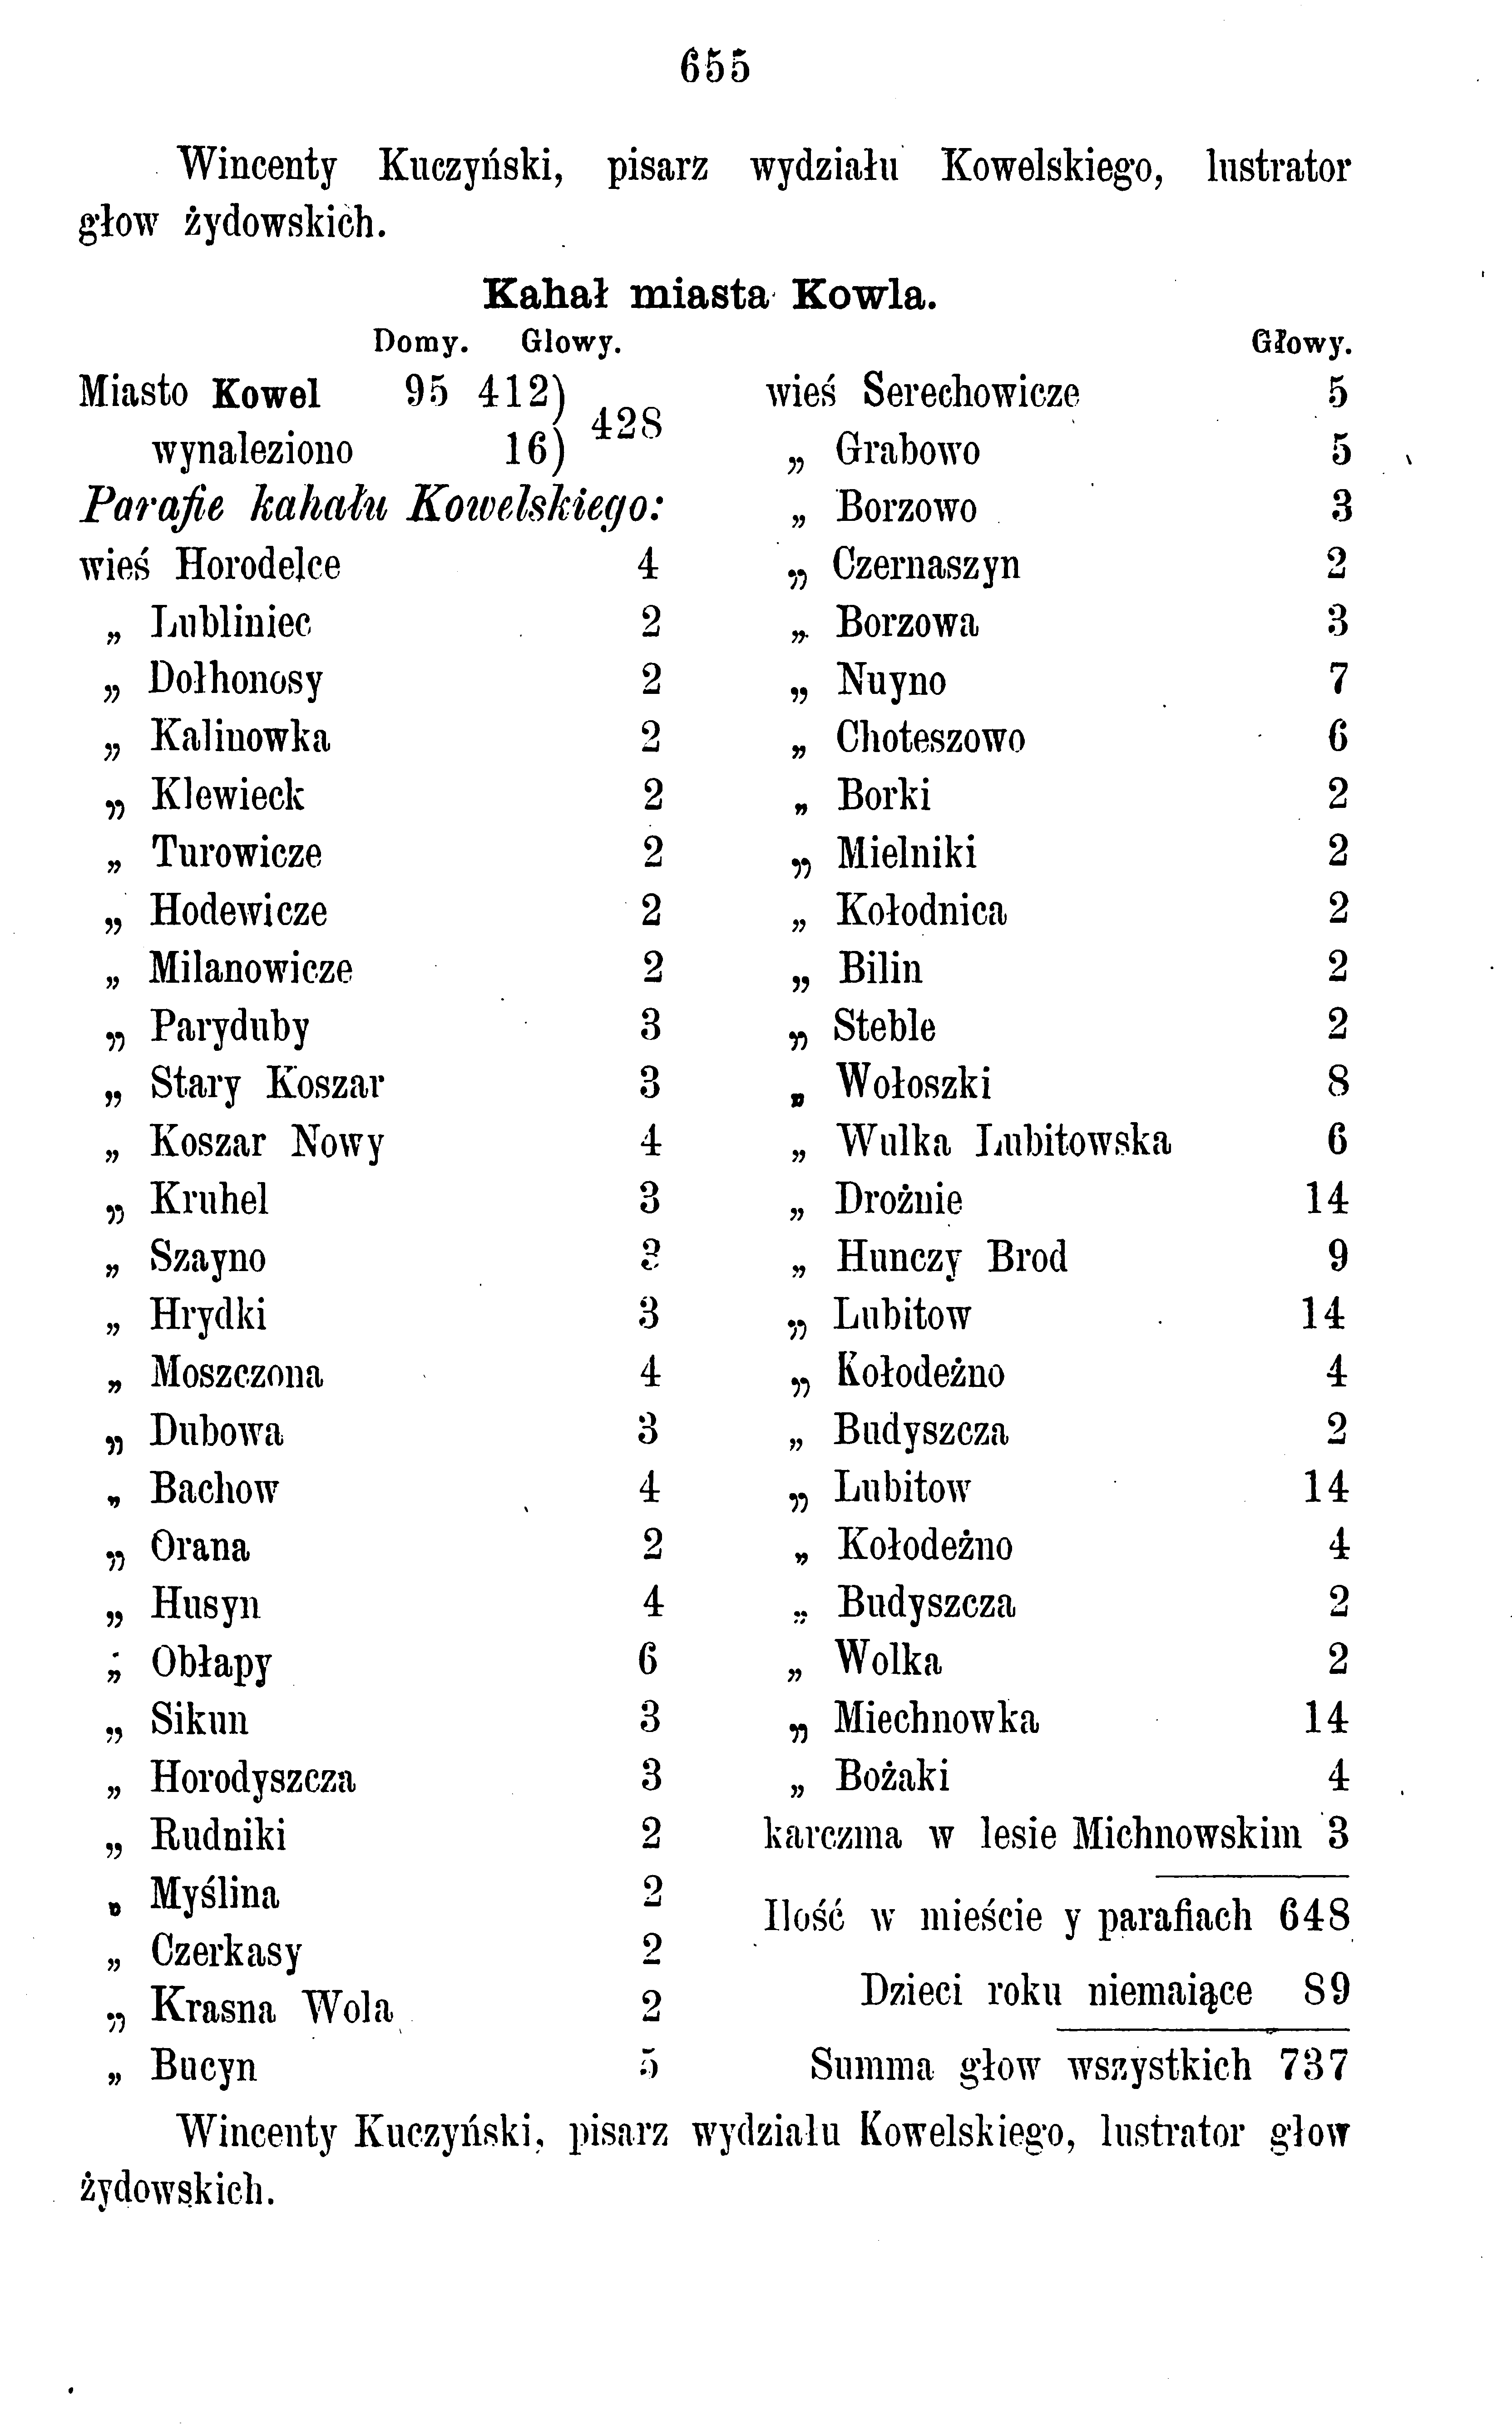 655
Wincenty Kuczyński, pisarz wydziału Kowelskiego, lustrator
głow żydowskich.
Kahał miasta Kowla.
Domy. Glowy.
Miasto Kowel 95 412) 428
wynaleziono 16)
Parafie kahału Kowelskiego:
wieś Horodelce 4
„ Lubliniec 2
„ Dołhonosy 2
„ Kalinowka 2
„ Klewieck 2
„ Turowicze 2
„ Hodewicze 2
„ Milanowicze 2
„ Paryduby 3
„ Stary Koszar 3
„ Koszar Nowy 4
„ Kruhel 3
„ Szayno
„ Hrydki 3
„ Moszczona 4
„ Dubowa 3
„ Bachow 4
„ Orana 2
„ Husyn 4
„ Obłapy 6
„ Sikun 3
„ Horodyszcza 3
„ Rudniki 2
„ Myślina 2
„ Czerkasy 2
„ Krasna Wola 2
„ Bucyn 5
Głowy.
wieś Serechowicze 5
„ Grabowo 5
„ Borzowo 3
„ Czernaszyn 2
„ Borzowa 3
„ Nuyno 7
„ Choteszowo 6
„ Borki 2
„ Mielniki 2
„ Kołodnica 2
„ Bilin 2
„ Steble 2
„ Wołoszki 8
„ Wulka Lubitowska 6
„ Drożnie 14
„ Hunczy Brod 9
„ Lubitow 14
„ Kołodeżno 4
„ Budyszcza 2
„ Lubitow 14
„ Kołodeżno 4
„ Budyszcza 2
„ Wolka 2
„ Miechnowka 14
„ Bożaki 4
karczma w lesie Michnowskim 3
Ilość w mieście y parafiach 648
Dzieci roku niemaiące 89
Summa głow wszystkich 737
Wincenty Kuczyński, pisarz wydzialu Kowelskiego, lustrator głow
żydowskich.